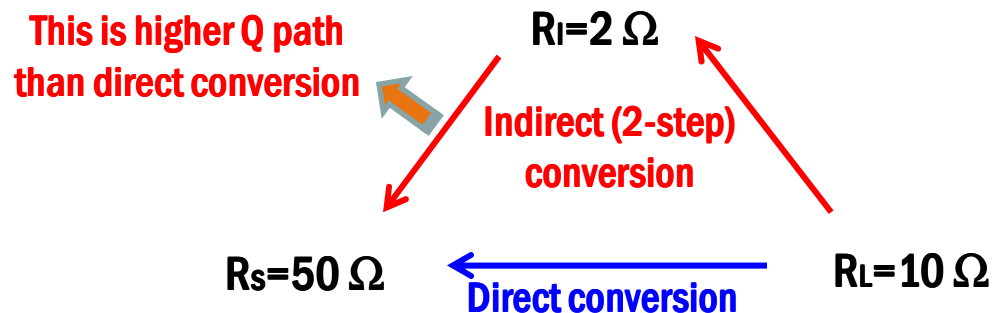 This is higher Q path
than direct conversion
RI=2 Ω
Indirect (2-step)
conversion
RS=50 Ω
Direct conversion
RL=10 Ω